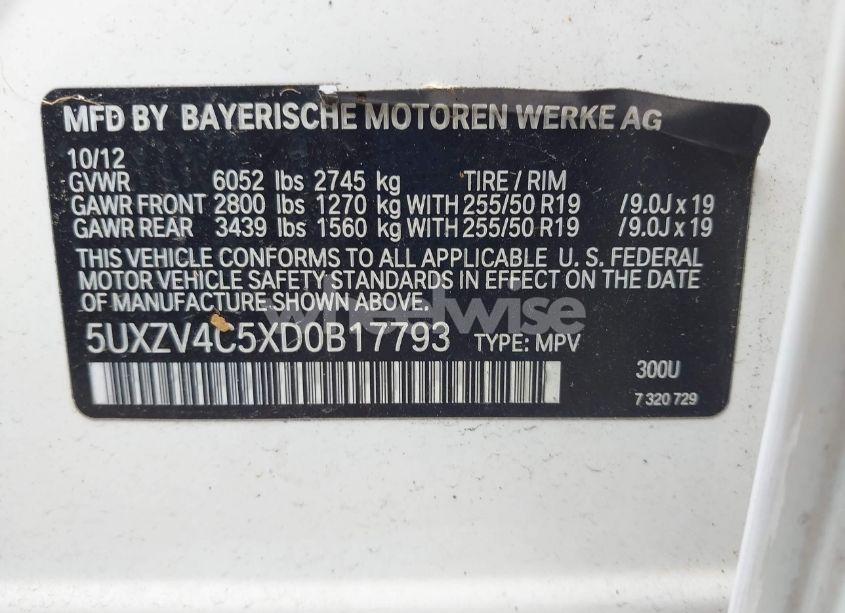 MFD BY BAYERISCHE MOTOREN WERKE AG
10/12
GVWR 6052 lbs 2745 kg TIRE / RIM
GAWR FRONT 2800 lbs 1270 kg WITH 255/50 R19 /9.0J x 19
GAWR REAR 3439 lbs 1560 kg WITH 255/50 R19 /9.0J x 19
THIS VEHICLE CONFORMS TO ALL APPLICABLE U. S. FEDERAL
MOTOR VEHICLE SAFETY STANDARDS IN EFFECT ON THE DATE
OF MANUFACTURE SHOWN ABOVE.
wheelwise
5UXZV4C5XD0B17793 TYPE: MPV
300U
7 320 729